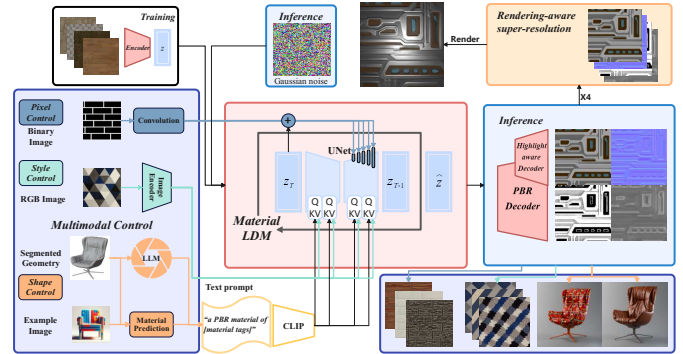 Training
Encoder
z
Inference
Gaussian noise
Render
Rendering-aware
super-resolution
X4
Pixel
Control
Binary
Image
Convolution
Style
Control
RGB Image
Image
Encoder
Multimodal Control
Segmented
Geometry
LLM
Shape
Control
Example
Image
Material
Prediction
+
UNet
z_T
z_{T-1}
ẑ
Q
KV
Q
KV
Q
KV
Q
KV
Material
LDM
Text prompt
"a PBR material of
[material tags]"
CLIP
Inference
Highlight
aware
Decoder
PBR
Decoder